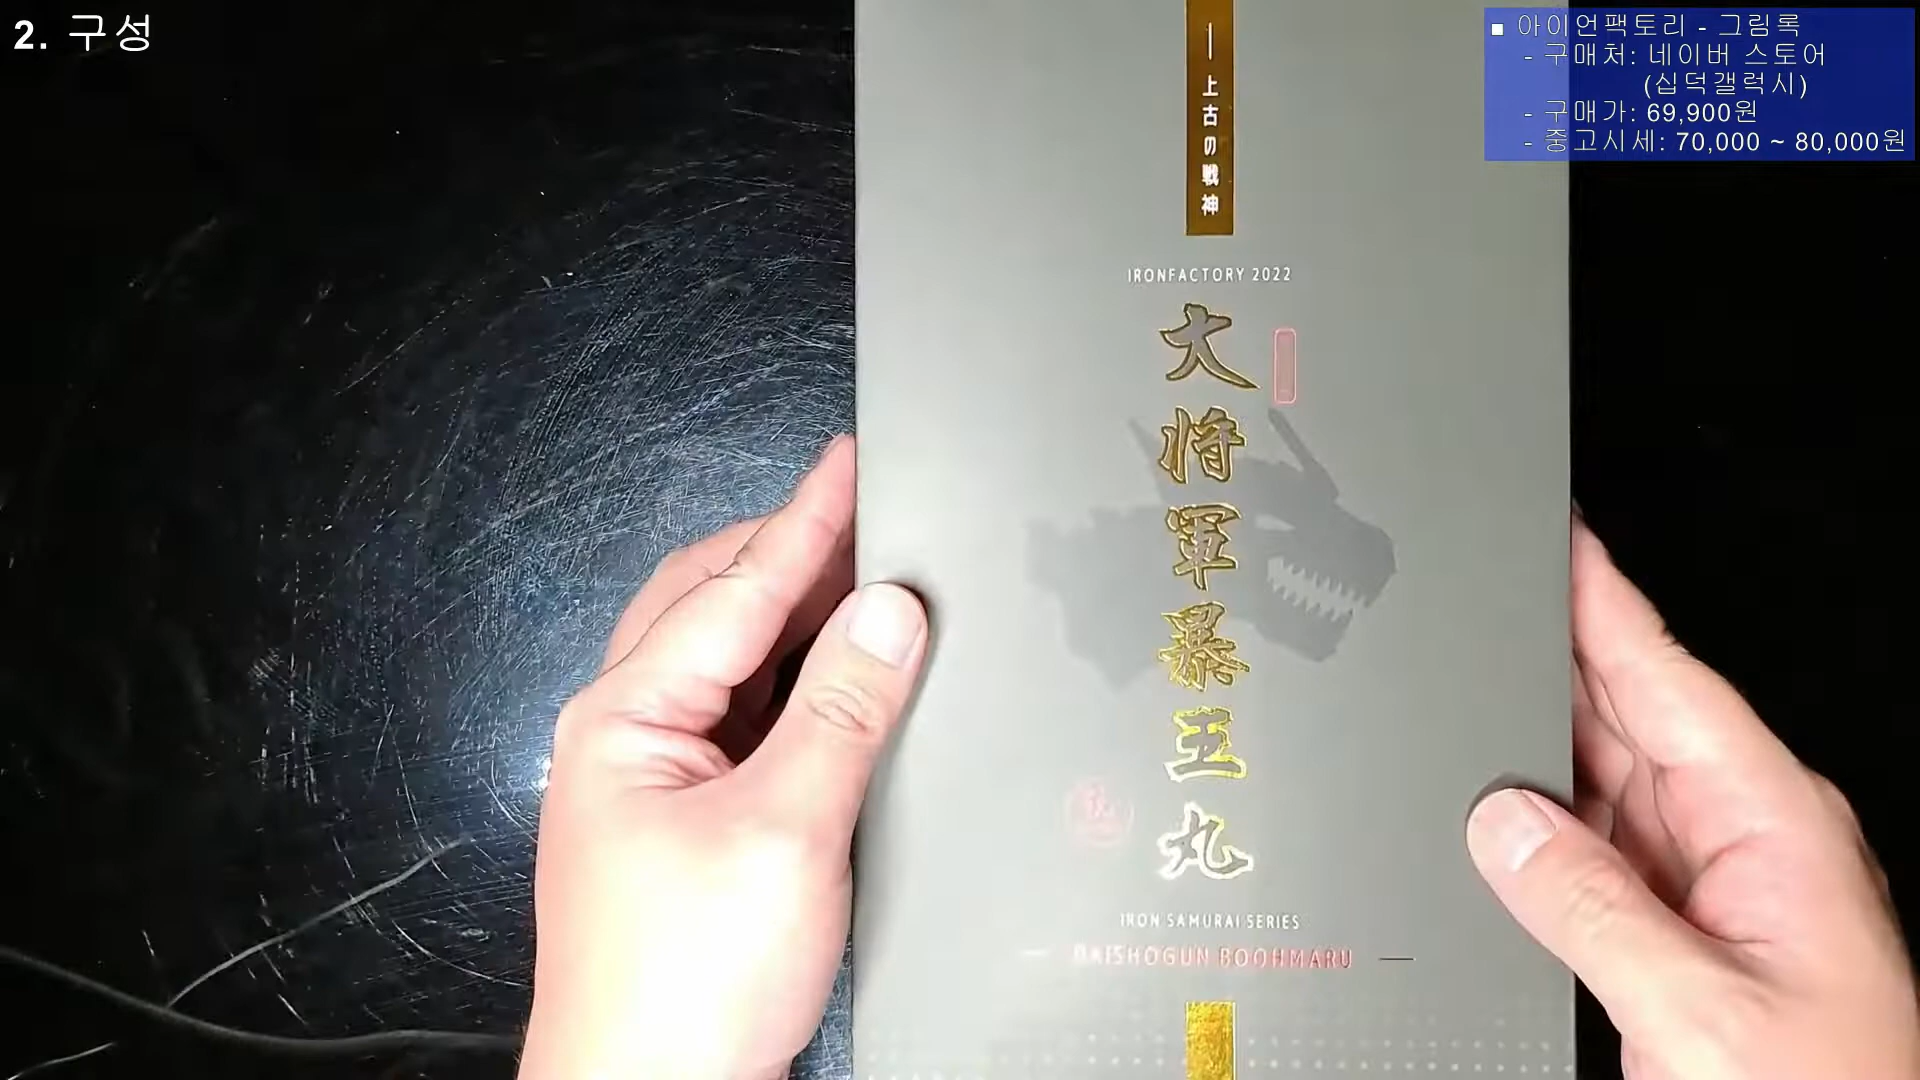 2. 구성
■ 아이언팩토리 - 그림록
- 구매처: 네이버 스토어
(십덕갤럭시)
- 구매가: 69,900원
- 중고시세: 70,000 ~ 80,000원
上古の戦神
IRONFACTORY 2022
大将軍暴王丸
IRON SAMURAI SERIES
DAISHOGUN BOOHMARU